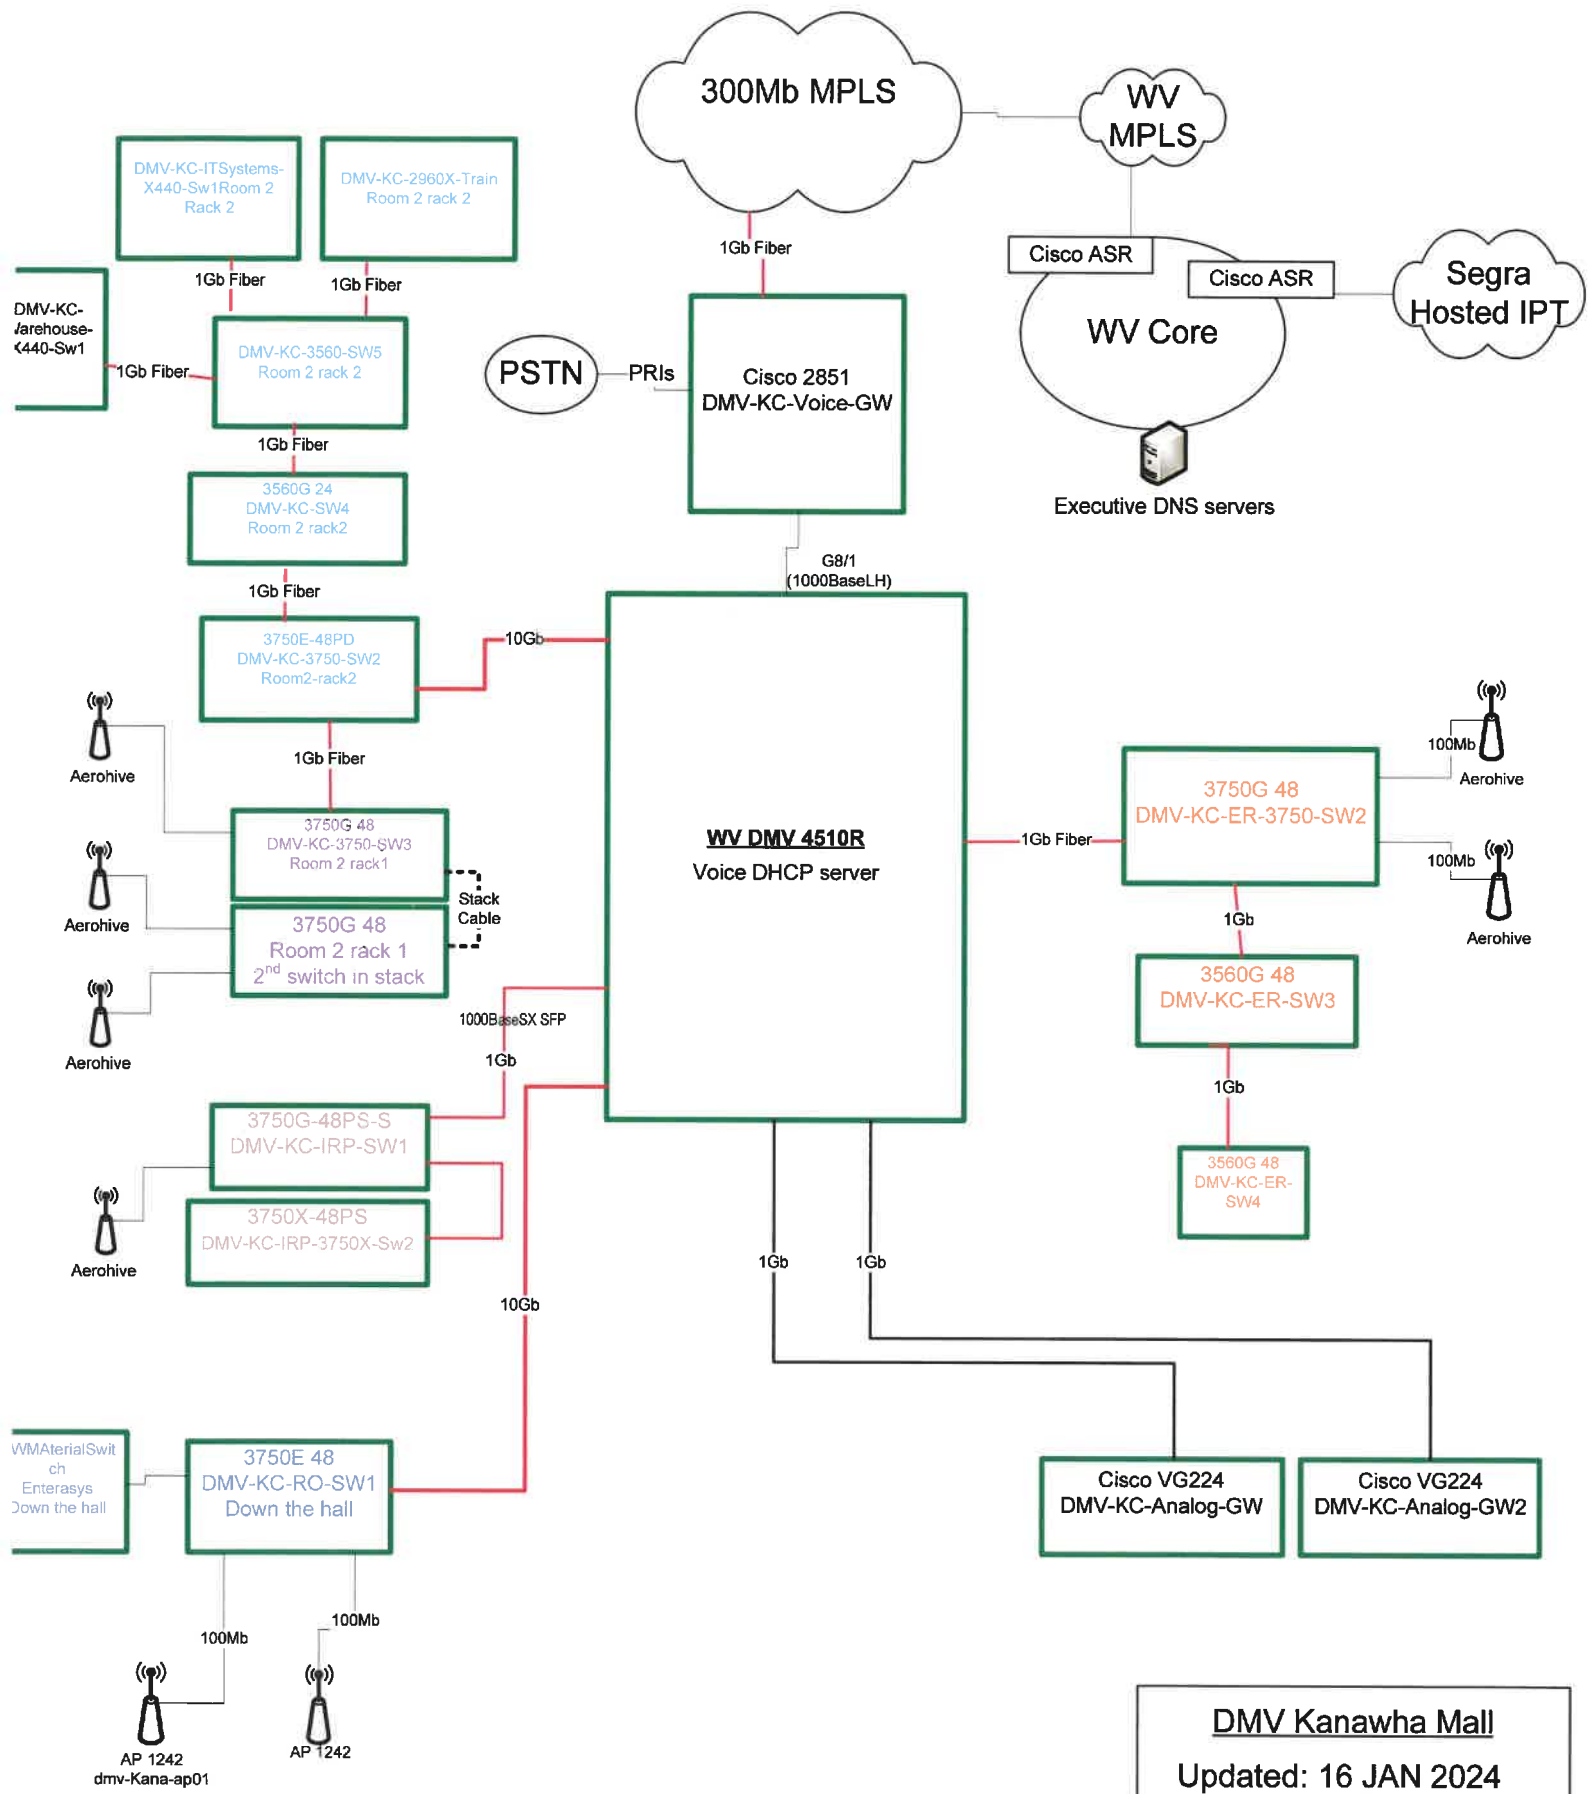 300Mb MPLS
WV
MPLS
DMV-KC-ITSystems-
X440-Sw1Room 2
Rack 2
DMV-KC-2960X-Train
Room 2 rack 2
1Gb Fiber
Cisco ASR
Cisco ASR
Segra
Hosted IPT
1Gb Fiber
1Gb Fiber
DMV-KC-
arehouse-
440-Sw1
WV Core
DMV-KC-3560-SW5
Room 2 rack 2
1Gb Fiber
PSTN
PRIs
Cisco 2851
DMV-KC-Voice-GW
1Gb Fiber
3560G 24
DMV-KC-SW4
Room 2 rack2
Executive DNS servers
G8/1
(1000BaseLH)
1Gb Fiber
3750E-48PD
DMV-KC-3750-SW2
Room2-rack2
10Gb
Aerohive
1Gb Fiber
100Mb
Aerohive
3750G 48
DMV-KC-ER-3750-SW2
3750G 48
DMV-KC-3750-SW3
Room 2 rack1
WV DMV 4510R
Voice DHCP server
1Gb Fiber
100Mb
Aerohive
Stack
Cable
Aerohive
3750G 48
Room 2 rack 1
2nd switch in stack
1Gb
3560G 48
DMV-KC-ER-SW3
1000BaseSX SFP
1Gb
Aerohive
1Gb
3750G-48PS-S
DMV-KC-IRP-SW1
3560G 48
DMV-KC-ER-
SW4
3750X-48PS
DMV-KC-IRP-3750X-Sw2
Aerohive
1Gb
1Gb
10Gb
WMAterialSwit
ch
Enterasys
Down the hall
3750E 48
DMV-KC-RO-SW1
Down the hall
Cisco VG224
DMV-KC-Analog-GW
Cisco VG224
DMV-KC-Analog-GW2
100Mb
100Mb
AP 1242
dmv-Kana-ap01
AP 1242
DMV Kanawha Mall
Updated: 16 JAN 2024